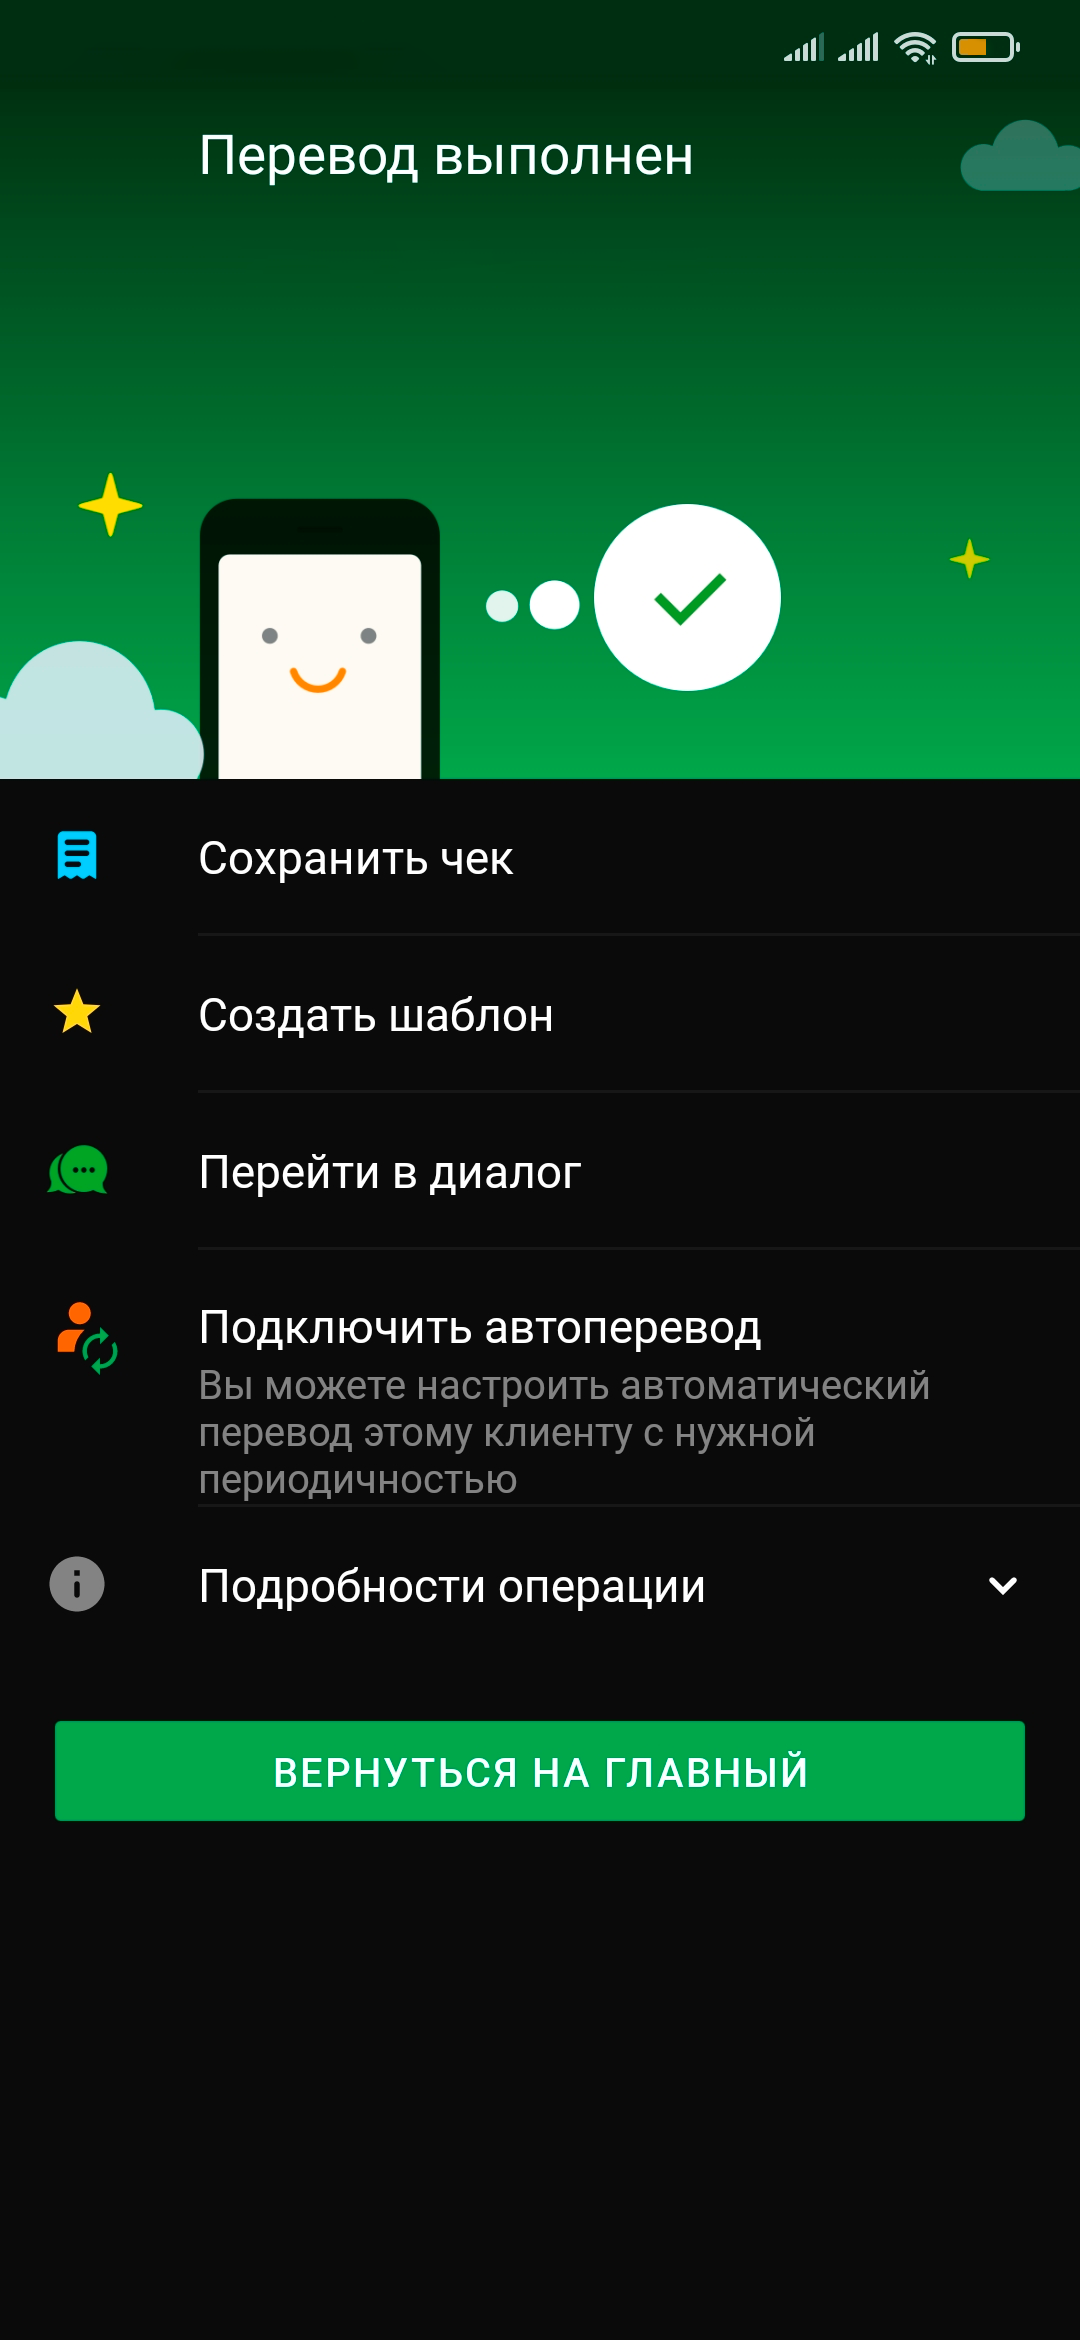 Перевод выполнен
Сохранить чек
Создать шаблон
Перейти в диалог
Подключить автоперевод
Вы можете настроить автоматический
перевод этому клиенту с нужной
периодичностью
Подробности операции
ВЕРНУТЬСЯ НА ГЛАВНЫЙ